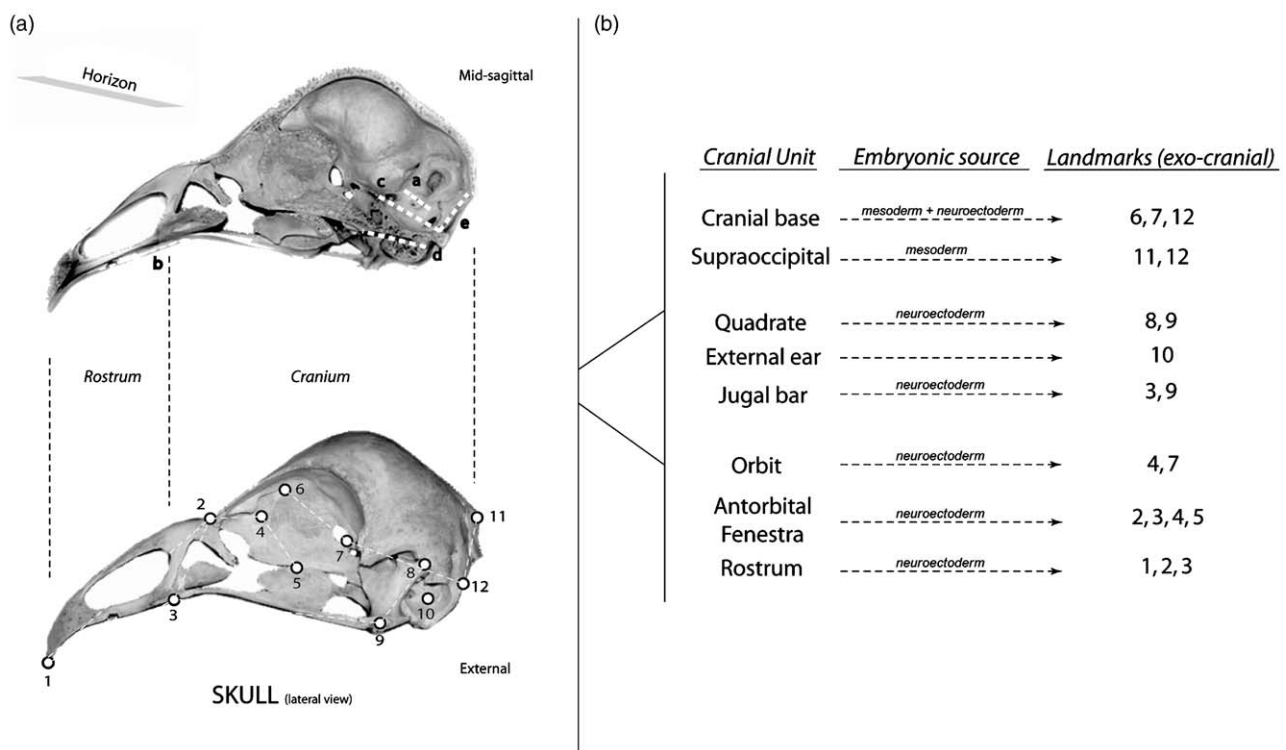 (a)
Horizon
Mid-sagittal
a
c
e
d
b
Rostrum
Cranium
6
2
11
4
7
8
5
12
10
3
9
1
External
SKULL (lateral view)
(b)
Cranial Unit Embryonic source Landmarks (exo-cranial)
Cranial base mesoderm + neuroectoderm 6, 7, 12
Supraoccipital mesoderm 11, 12
Quadrate neuroectoderm 8, 9
External ear 10
Jugal bar neuroectoderm 3, 9
Orbit neuroectoderm 4, 7
Antorbital
Fenestra neuroectoderm 2, 3, 4, 5
Rostrum neuroectoderm 1, 2, 3